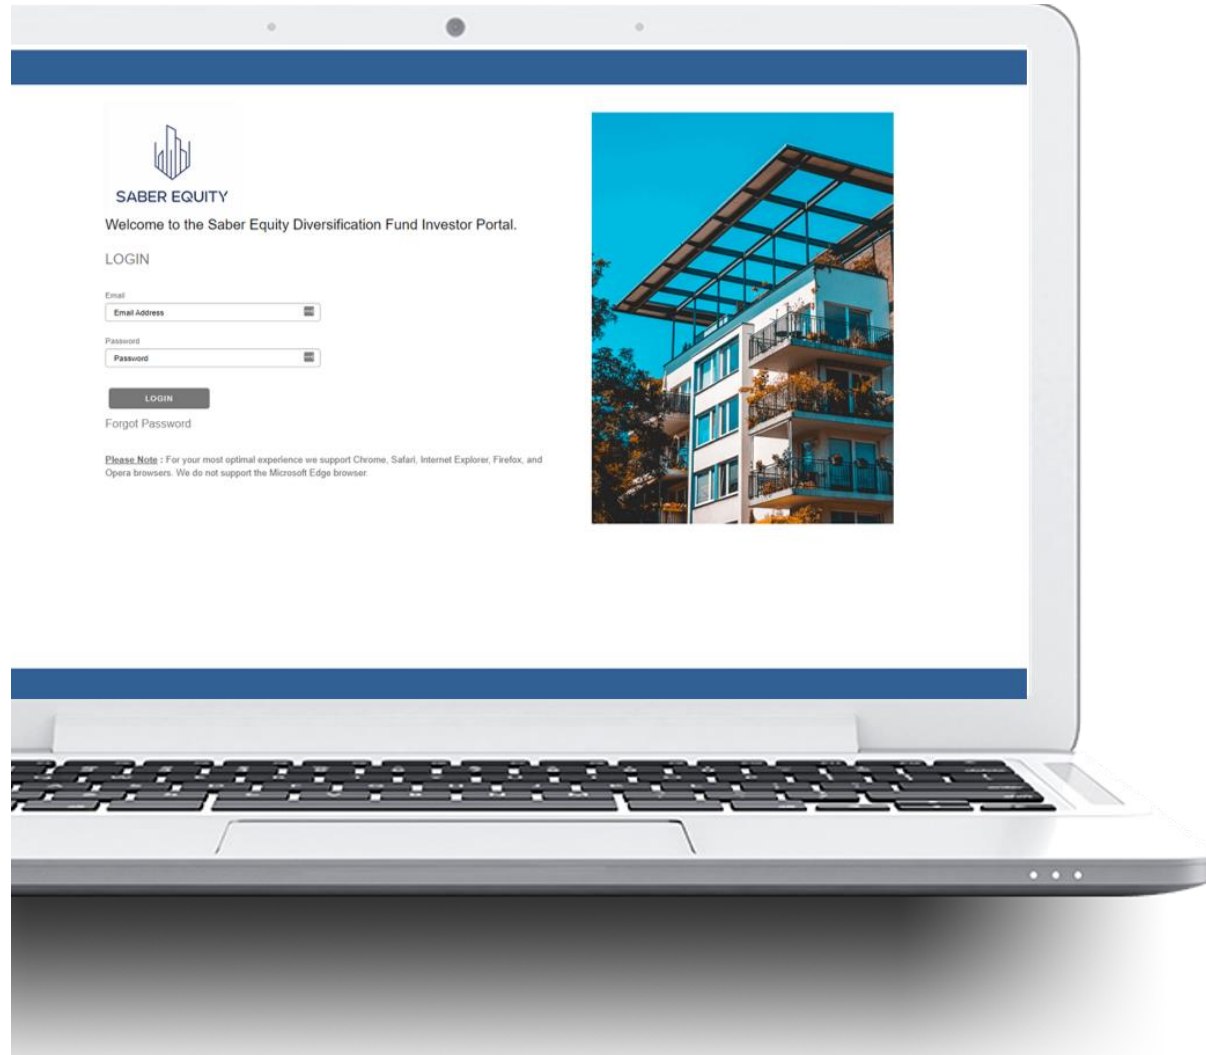 SABER EQUITY
Welcome to the Saber Equity Diversification Fund Investor Portal.
LOGIN
Email
Email Address
Password
Password
LOGIN
Forgot Password
Please Note : For your most optimal experience we support Chrome, Safari, Internet Explorer, Firefox, and
Opera browsers. We do not support the Microsoft Edge browser.